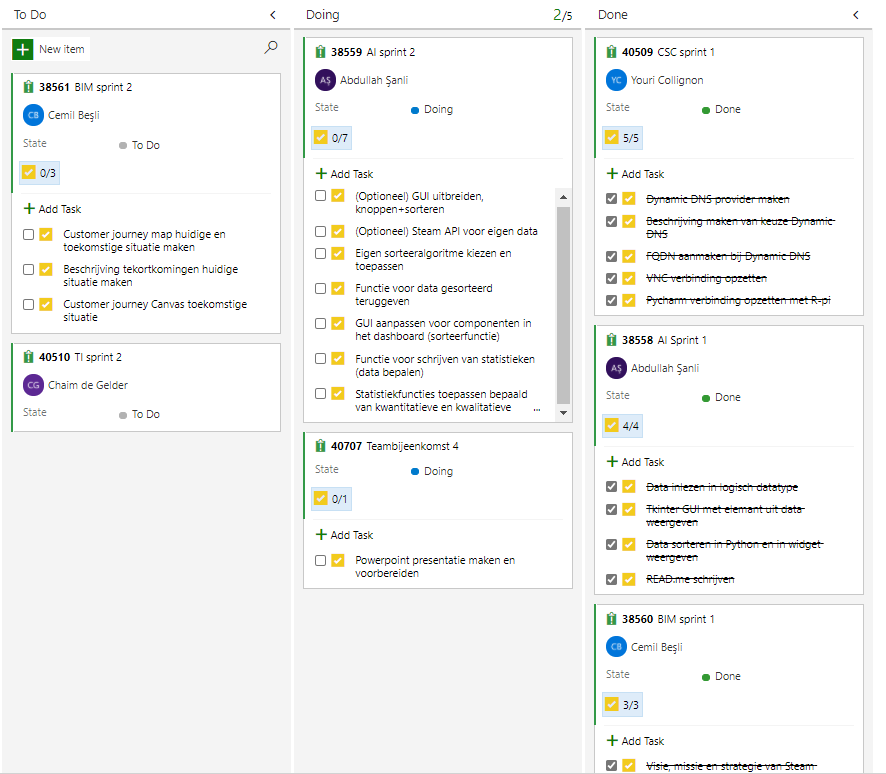 To Do
New item
38561 BIM sprint 2
CB Cemil Beşli
State To Do
0/3
Add Task
Customer journey map huidige en
toekomstige situatie maken
Beschrijving tekortkomingen huidige
situatie maken
Customer journey Canvas toekomstige
situatie
40510 TI sprint 2
CG Chaim de Gelder
State To Do
Doing 2/5
38559 AI sprint 2
AŞ Abdullah Şanli
State Doing
0/7
Add Task
(Optioneel) GUI uitbreiden,
knoppen+sorteren
(Optioneel) Steam API voor eigen data
Eigen sorteeralgoritme kiezen en
toepassen
Functie voor data gesorteerd
teruggeven
GUI aanpassen voor componenten in
het dashboard (sorteerfunctie)
Functie voor schrijven van statistieken
(data bepalen)
Statistiekfuncties toepassen bepaald
van kwantitatieve en kwalitatieve ...
40707 Teambijeenkomst 4
State Doing
0/1
Add Task
Powerpoint presentatie maken en
voorbereiden
Done
40509 CSC sprint 1
YC Youri Collignon
State Done
5/5
Add Task
Dynamic DNS provider maken
Beschrijving maken van keuze Dynamic
DNS
FQDN aanmaken bij Dynamic DNS
VNC verbinding opzetten
Pycharm verbinding opzetten met R-pi
38558 AI Sprint 1
AŞ Abdullah Şanli
State Done
4/4
Add Task
Data inlezen in logisch datatype
Tkinter GUI met elemant uit data
weergeven
Data sorteren in Python en in widget
weergeven
READ.me schrijven
38560 BIM sprint 1
CB Cemil Beşli
State Done
3/3
Add Task
Visie, missie en strategie van Steam